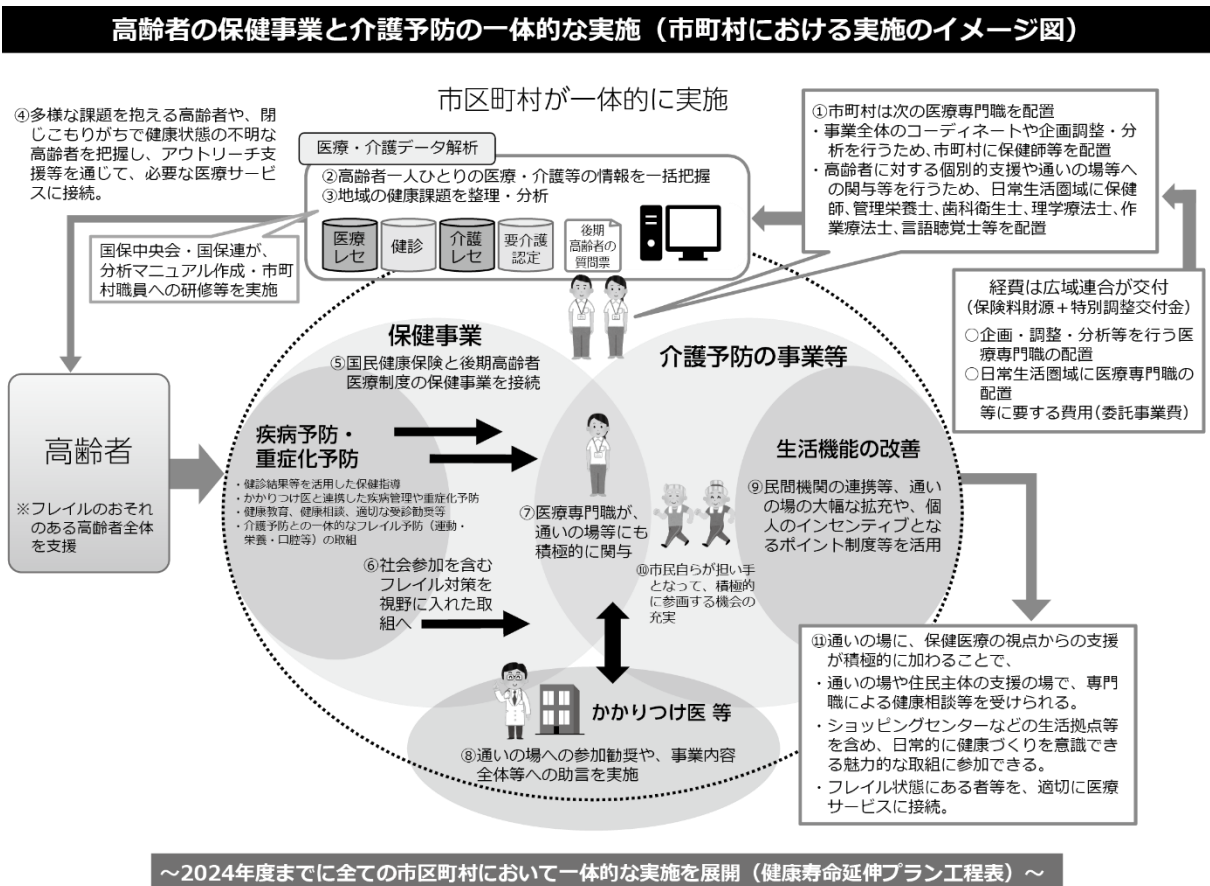 高齢者の保健事業と介護予防の一体的な実施（市町村における実施のイメージ図）
市区町村が一体的に実施
④多様な課題を抱える高齢者や、閉
じこもりがちで健康状態の不明な
高齢者を把握し、アウトリーチ支
援等を通じて、必要な医療サービ
スに接続。
医療・介護データ解析
②高齢者一人ひとりの医療・介護等の情報を一括把握
③地域の健康課題を整理・分析
医療
レセ
健診
介護
レセ
要介護
認定
後期
高齢者の
質問票
国保中央会・国保連が、
分析マニュアル作成・市町
村職員への研修等を実施
①市町村は次の医療専門職を配置
・事業全体のコーディネートや企画調整・分
析を行うため、市町村に保健師等を配置
・高齢者に対する個別的支援や通いの場等へ
の関与等を行うため、日常生活圏域に保健
師、管理栄養士、歯科衛生士、理学療法士、作
業療法士、言語聴覚士等を配置
経費は広域連合が交付
（保険料財源＋特別調整交付金）
○企画・調整・分析等を行う医
療専門職の配置
○日常生活圏域に医療専門職の
配置
等に要する費用（委託事業費）
高齢者
※フレイルのおそれ
のある高齢者全体
を支援
保健事業
⑤国民健康保険と後期高齢者
医療制度の保健事業を接続
疾病予防・
重症化予防
・健診結果等を活用した保健指導
・かかりつけ医と連携した疾病管理や重症化予防
・健康教育、健康相談、適切な受診勧奨等
・介護予防との一体的なフレイル予防（運動・
栄養・口腔等）の取組
⑥社会参加を含む
フレイル対策を
視野に入れた取
組へ
介護予防の事業等
⑦医療専門職が、
通いの場等にも
積極的に関与
生活機能の改善
⑨民間機関の連携等、通い
の場の大幅な拡充や、個
人のインセンティブとな
るポイント制度等を活用
⑩市民自らが担い手
となって、積極的
に参画する機会の
充実
かかりつけ医 等
⑧通いの場への参加勧奨や、事業内容
全体等への助言を実施
⑪通いの場に、保健医療の視点からの支援
が積極的に加わることで、
・通いの場や住民主体の支援の場で、専門
職による健康相談等を受けられる。
・ショッピングセンターなどの生活拠点等
を含め、日常的に健康づくりを意識でき
る魅力的な取組に参加できる。
・フレイル状態にある者等を、適切に医療
サービスに接続。
～2024年度までに全ての市区町村において一体的な実施を展開（健康寿命延伸プラン工程表）～